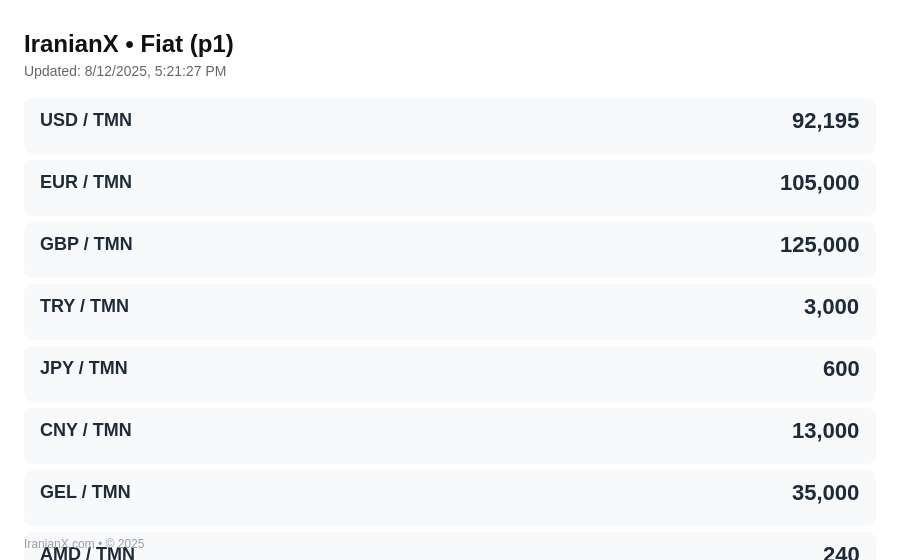 IranianX • Fiat (p1)
Updated: 8/12/2025, 5:21:27 PM
USD / TMN 92,195
EUR / TMN 105,000
GBP / TMN 125,000
TRY / TMN 3,000
JPY / TMN 600
CNY / TMN 13,000
GEL / TMN 35,000
IranianX.com • © 2025
AMD / TMN 240